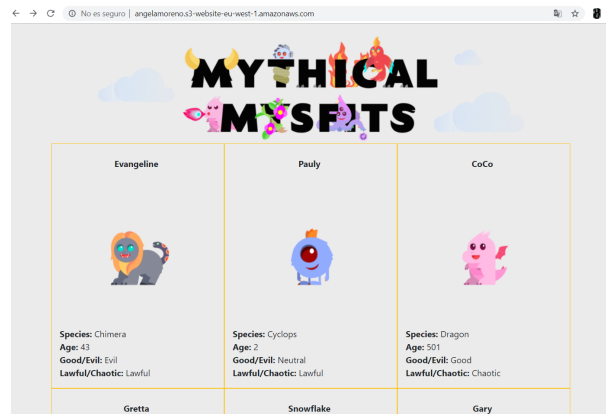 No es seguro | angelamoreno.s3-website-eu-west-1.amazonaws.com
MYTHICAL
MYSFITS
Evangeline
Pauly
CoCo
Species: Chimera
Age: 43
Good/Evil: Evil
Lawful/Chaotic: Lawful
Species: Cyclops
Age: 2
Good/Evil: Neutral
Lawful/Chaotic: Lawful
Species: Dragon
Age: 501
Good/Evil: Good
Lawful/Chaotic: Chaotic
Gretta
Snowflake
Gary